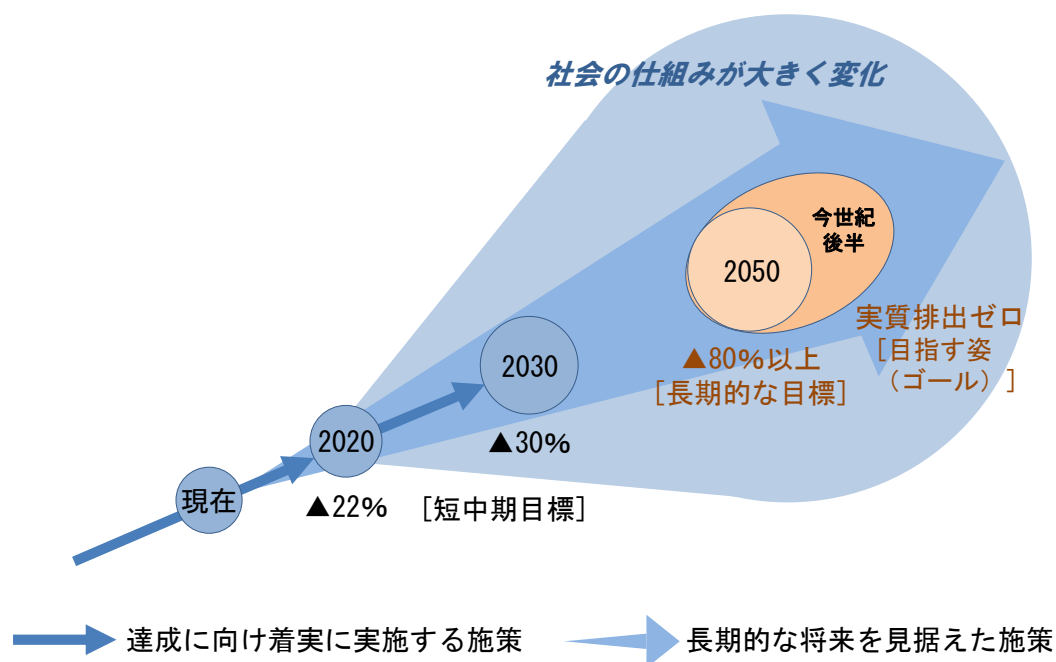 社会の仕組みが大きく変化
今世紀
後半
2050
実質排出ゼロ
[目指す姿
（ゴール）]
▲80%以上
[長期的な目標]
2030
▲30%
2020
▲22% [短中期目標]
現在
達成に向け着実に実施する施策
長期的な将来を見据えた施策